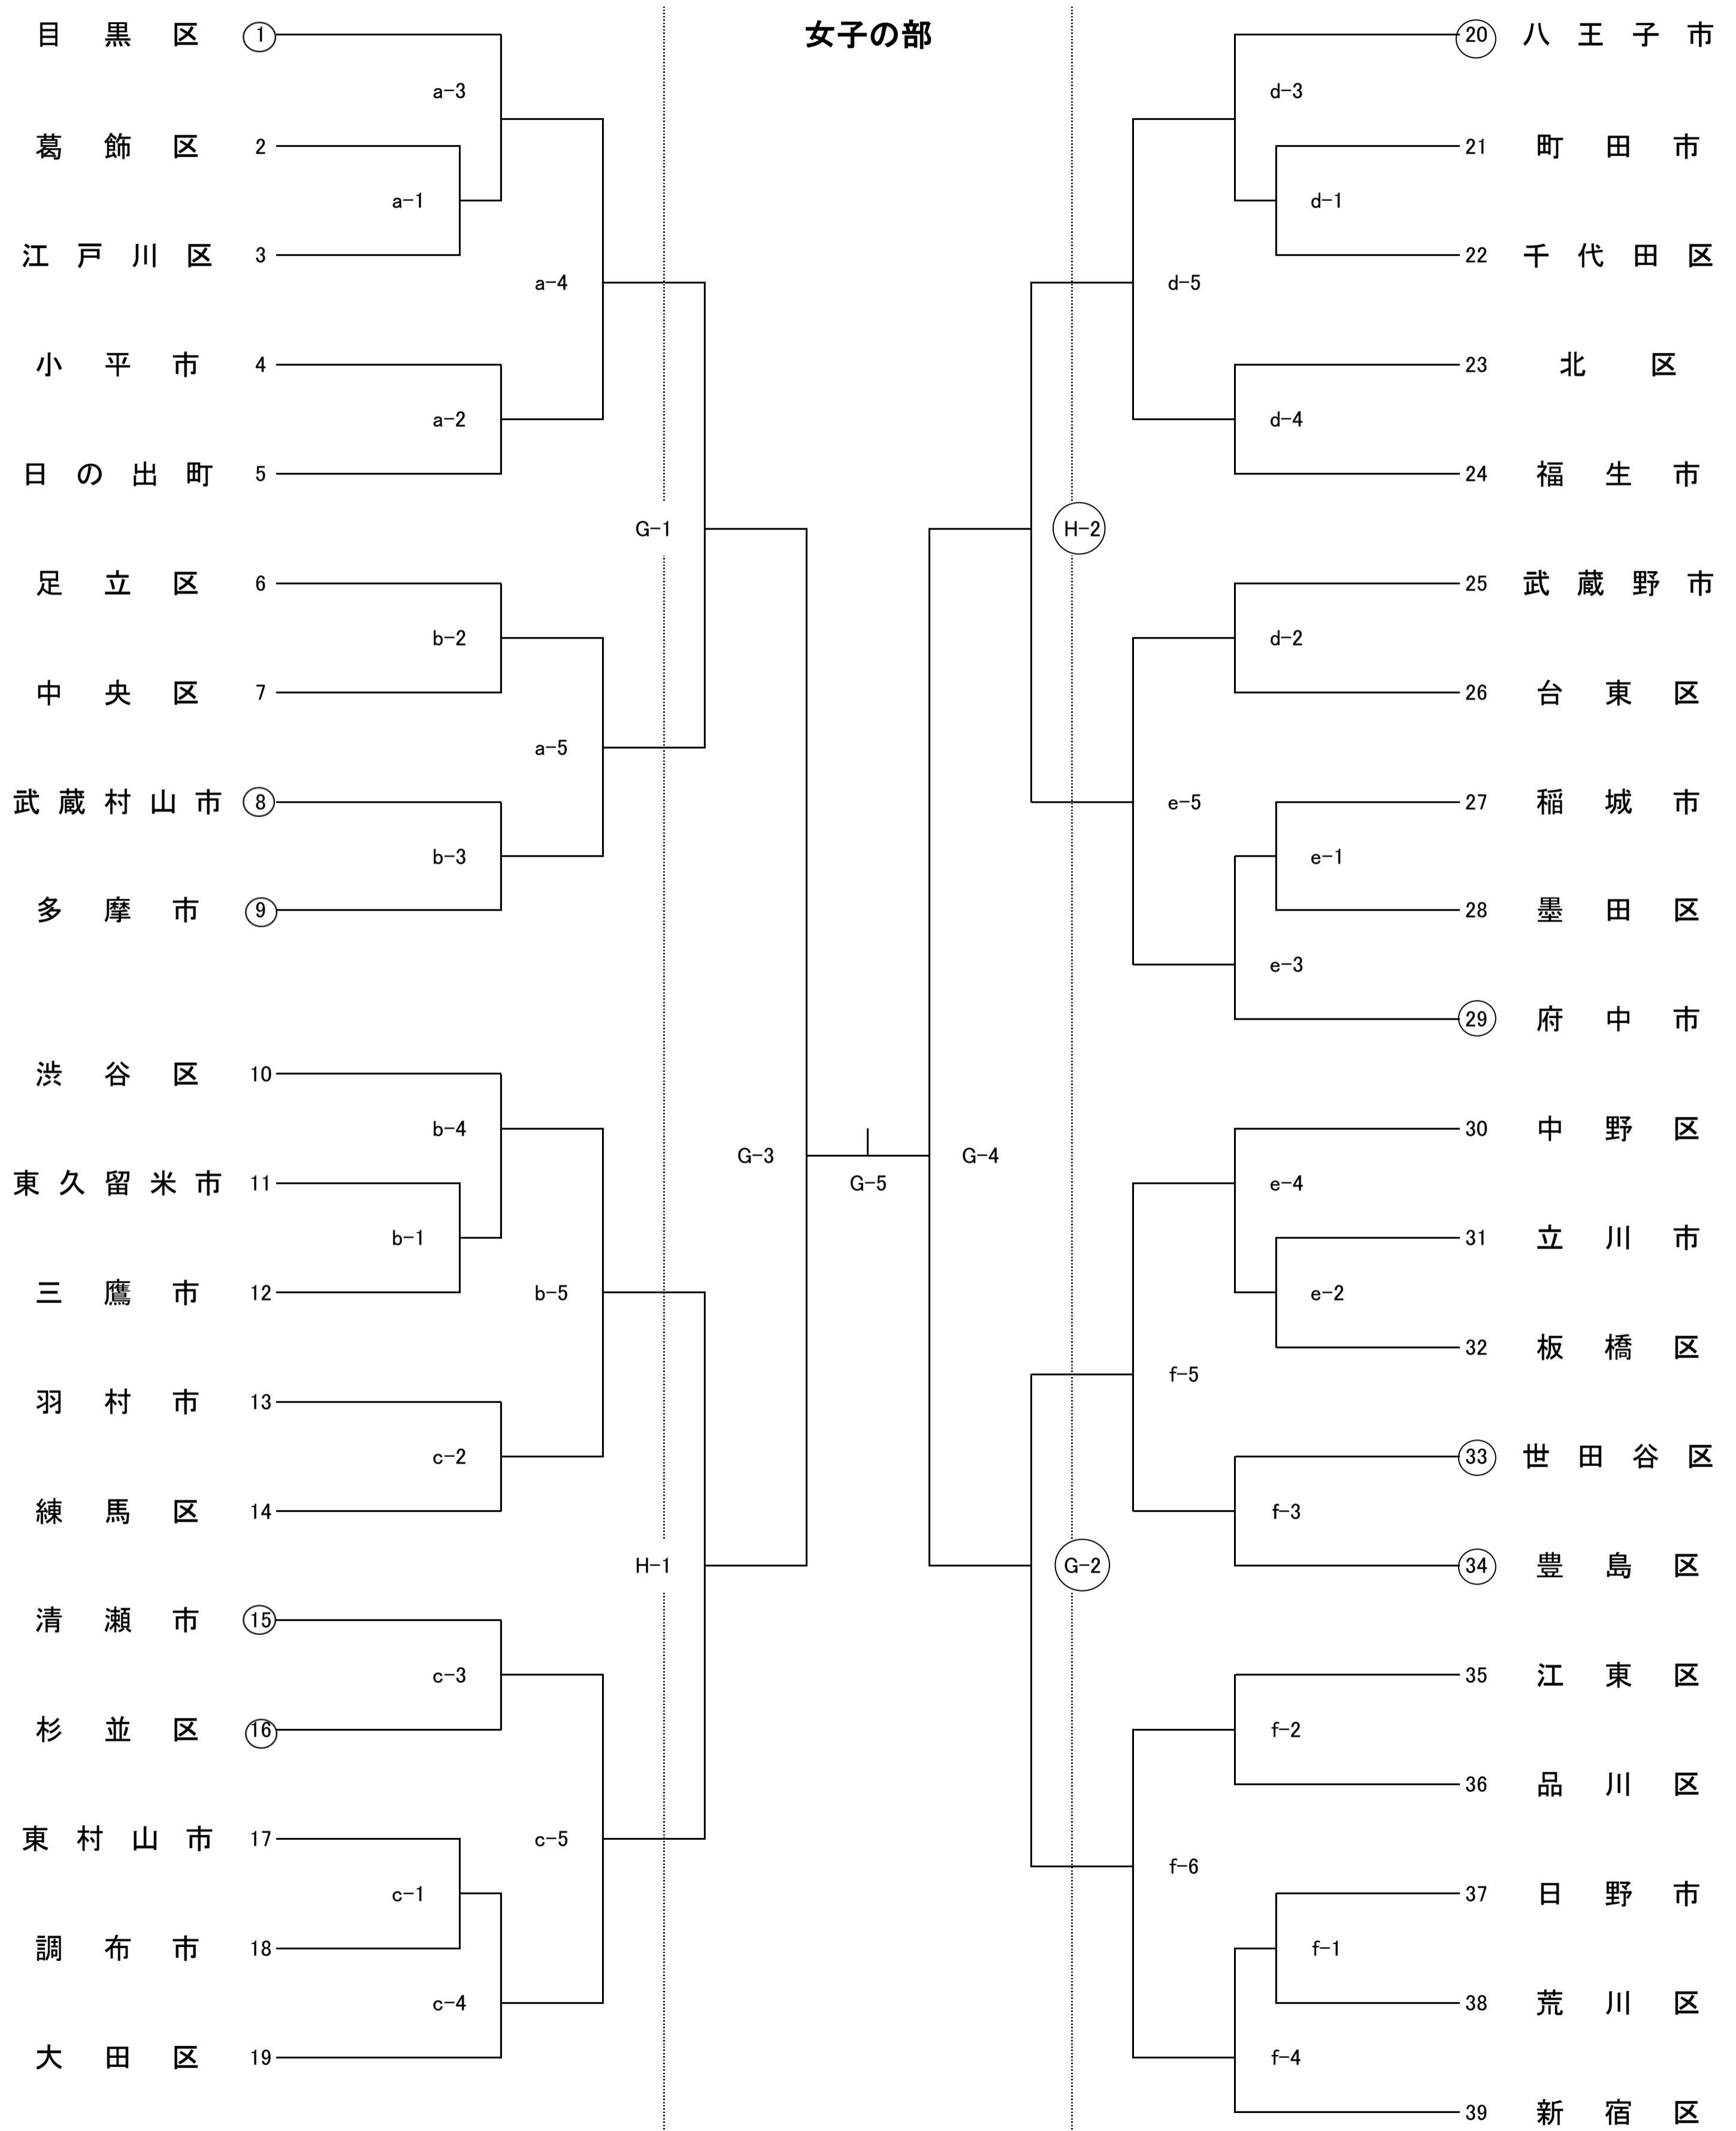 女子の部
目黒区 1
a-3
葛飾区 2
a-1
江戸川区 3
a-4
小平市 4
a-2
日の出町 5
G-1
足立区 6
b-2
中央区 7
a-5
武蔵村山市 8
b-3
多摩市 9
渋谷区 10
b-4
東久留米市 11
b-1
三鷹市 12
b-5
羽村市 13
c-2
練馬区 14
H-1
清瀬市 15
c-3
杉並区 16
東村山市 17
c-5
c-1
調布市 18
c-4
大田区 19
G-3
G-5
G-4
20 八王子市
d-3
21 町田市
d-1
22 千代田区
d-5
23 北区
d-4
24 福生市
H-2
25 武蔵野市
d-2
26 台東区
27 稲城市
e-5
e-1
28 墨田区
e-3
29 府中市
30 中野区
e-4
31 立川市
e-2
32 板橋区
f-5
33 世田谷区
f-3
34 豊島区
G-2
35 江東区
f-2
36 品川区
f-6
37 日野市
f-1
38 荒川区
f-4
39 新宿区